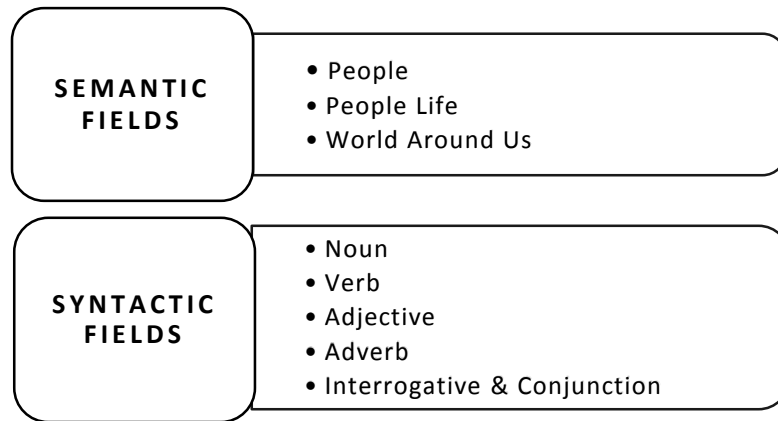 SEMANTIC
FIELDS
• People
• People Life
• World Around Us
SYNTACTIC
FIELDS
• Noun
• Verb
• Adjective
• Adverb
• Interrogative & Conjunction